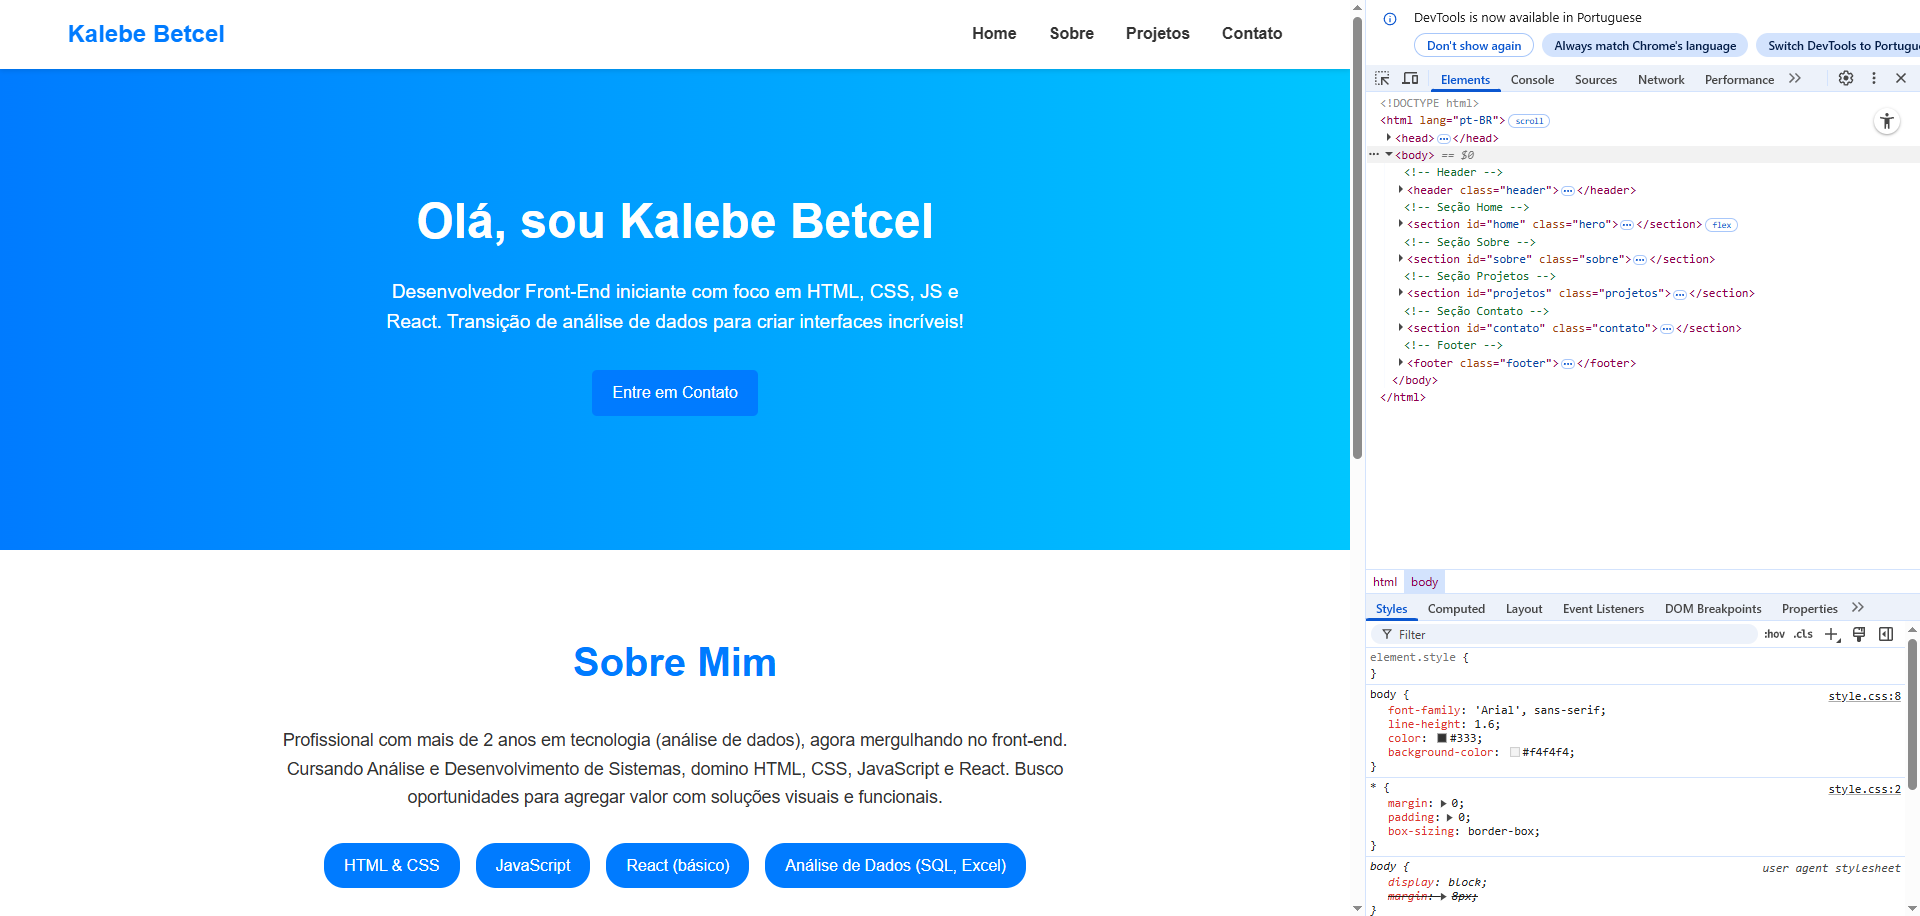 Kalebe Betcel
Home Sobre Projetos Contato
Olá, sou Kalebe Betcel
Desenvolvedor Front-End iniciante com foco em HTML, CSS, JS e
React. Transição de análise de dados para criar interfaces incríveis!
Entre em Contato
Sobre Mim
Profissional com mais de 2 anos em tecnologia (análise de dados), agora mergulhando no front-end.
Cursando Análise e Desenvolvimento de Sistemas, domino HTML, CSS, JavaScript e React. Busco
oportunidades para agregar valor com soluções visuais e funcionais.
HTML & CSS JavaScript React (básico) Análise de Dados (SQL, Excel)
DevTools is now available in Portuguese
Don't show again Always match Chrome's language Switch DevTools to Portugu
Elements Console Sources Network Performance
<!DOCTYPE html>
<html lang="pt-BR"> scroll
<head> ••• </head>
••• <body> == $0
<!-- Header -->
<header class="header"> ••• </header>
<!-- Seção Home -->
<section id="home" class="hero"> ••• </section> flex
<!-- Seção Sobre -->
<section id="sobre" class="sobre"> ••• </section>
<!-- Seção Projetos -->
<section id="projetos" class="projetos"> ••• </section>
<!-- Seção Contato -->
<section id="contato" class="contato"> ••• </section>
<!-- Footer -->
<footer class="footer"> ••• </footer>
</body>
</html>
html body
Styles Computed Layout Event Listeners DOM Breakpoints Properties
Filter :hov .cls
element.style {
}
body { style.css:8
font-family: 'Arial', sans-serif;
line-height: 1.6;
color: #333;
background-color: #f4f4f4;
}
* { style.css:2
margin: 0;
padding: 0;
box-sizing: border-box;
}
body { user agent stylesheet
display: block;
margin: 8px;
}